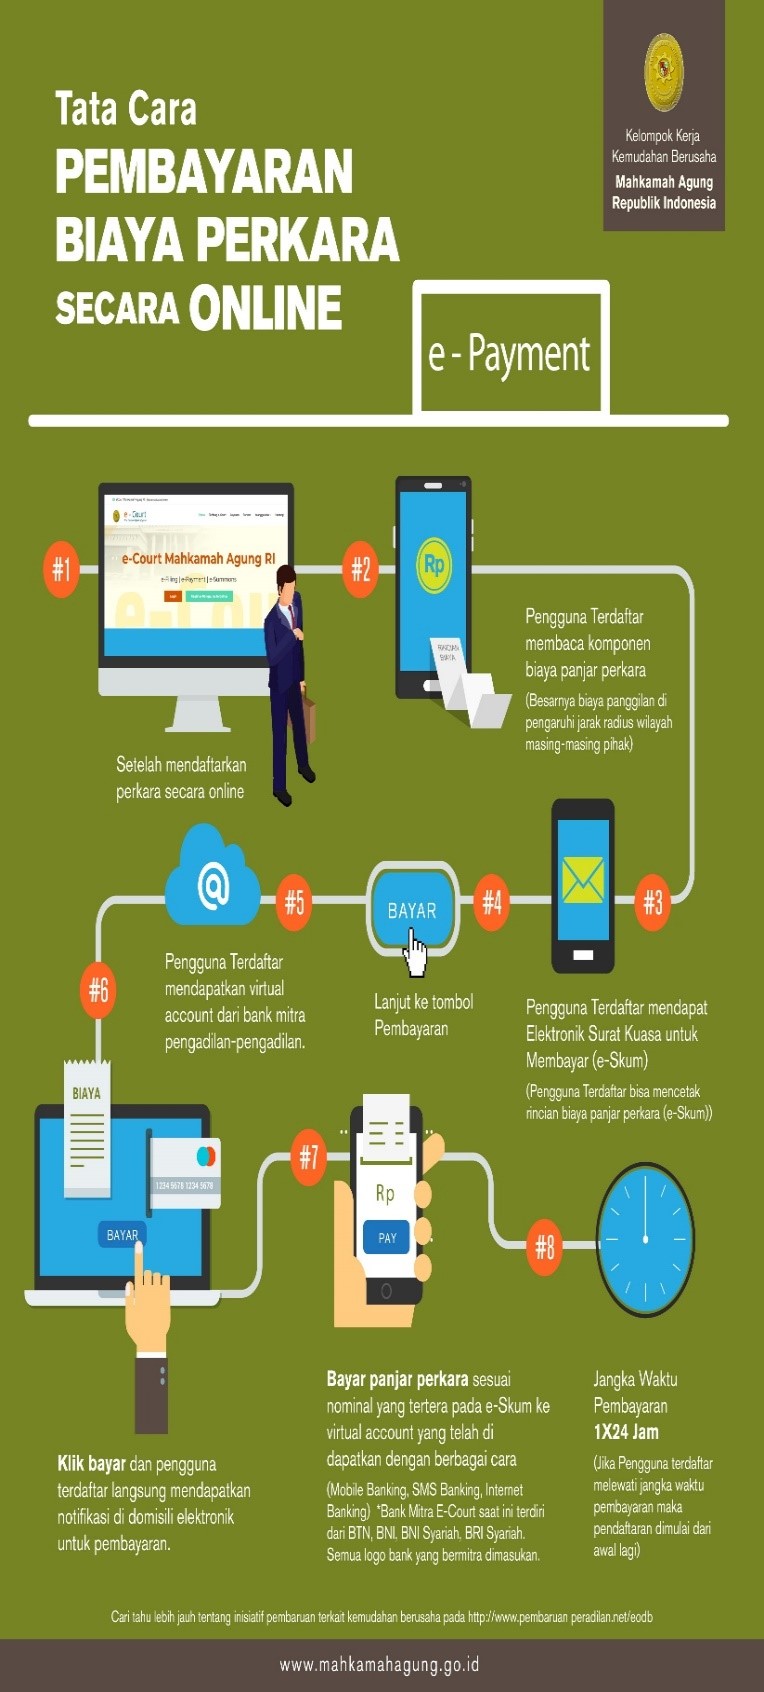 Tata Cara
PEMBAYARAN
BIAYA PERKARA
SECARA ONLINE
Kelompok Kerja
Kemudahan Berusaha
Mahkamah Agung
Republik Indonesia
e - Payment
#1
e-Court
e-Court Mahkamah Agung RI
e-Filing | e-Payment | e-Summons
Setelah mendaftarkan
perkara secara online
#2
Rp
RINCIAN
BIAYA
Pengguna Terdaftar
membaca komponen
biaya panjar perkara
(Besarnya biaya panggilan di
pengaruhi jarak radius wilayah
masing-masing pihak)
#3
Pengguna Terdaftar mendapat
Elektronik Surat Kuasa untuk
Membayar (e-Skum)
(Pengguna Terdaftar bisa mencetak
rincian biaya panjar perkara (e-Skum))
#4
BAYAR
Lanjut ke tombol
Pembayaran
#5
@
Pengguna Terdaftar
mendapatkan virtual
account dari bank mitra
pengadilan-pengadilan.
#6
BIAYA
1234 5678 1234 5678
BAYAR
Klik bayar dan pengguna
terdaftar langsung mendapatkan
notifikasi di domisili elektronik
untuk pembayaran.
#7
Rp
PAY
Bayar panjar perkara sesuai
nominal yang tertera pada e-Skum ke
virtual account yang telah di
dapatkan dengan berbagai cara
(Mobile Banking, SMS Banking, Internet
Banking) *Bank Mitra E-Court saat ini terdiri
dari BTN, BNI, BNI Syariah, BRI Syariah.
Semua logo bank yang bermitra dimasukan.
#8
Jangka Waktu
Pembayaran
1X24 Jam
(Jika Pengguna terdaftar
melewati jangka waktu
pembayaran maka
pendaftaran dimulai dari
awal lagi)
Cari tahu lebih jauh tentang inisiatif pembaruan terkait kemudahan berusaha pada http://www.pembaruan peradilan.net/eodb
www.mahkamahagung.go.id